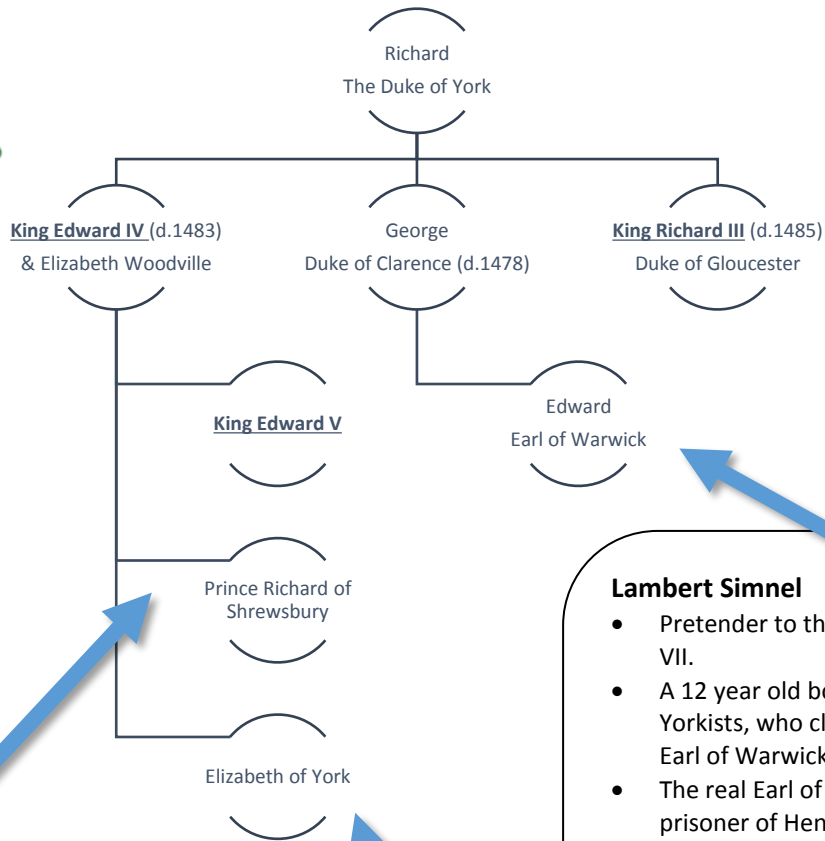 Richard
The Duke of York
King Edward IV (d.1483)
& Elizabeth Woodville
George
Duke of Clarence (d.1478)
King Richard III (d.1485)
Duke of Gloucester
King Edward V
Edward
Earl of Warwick
Prince Richard of
Shrewsbury
Elizabeth of York
Lambert Simnel
• Pretender to th
VII.
• A 12 year old b
Yorkists, who cl
Earl of Warwick
• The real Earl of
prisoner of Hen